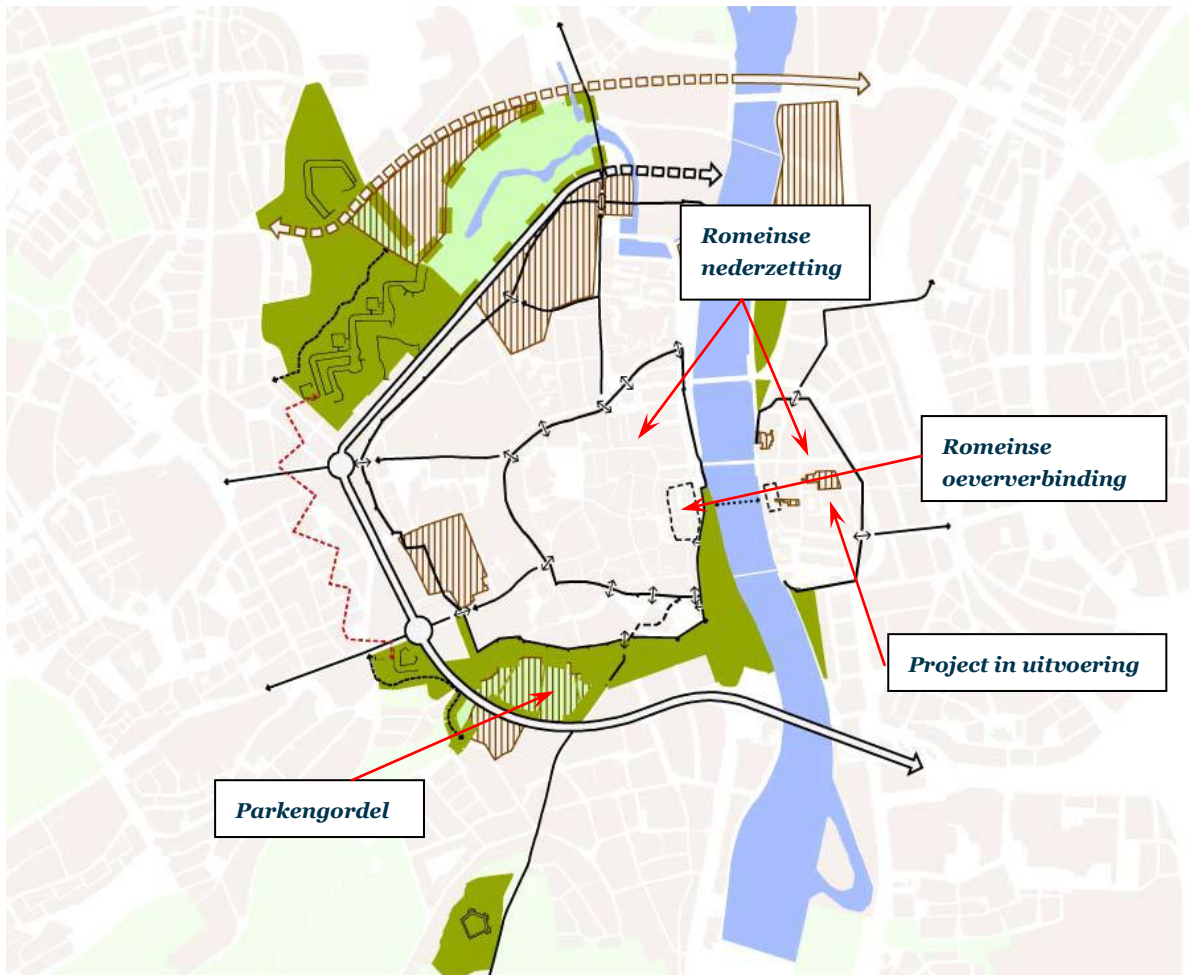 Romeinse
nederzetting
Romeinse
oeververbinding
Project in uitvoering
Parkengordel